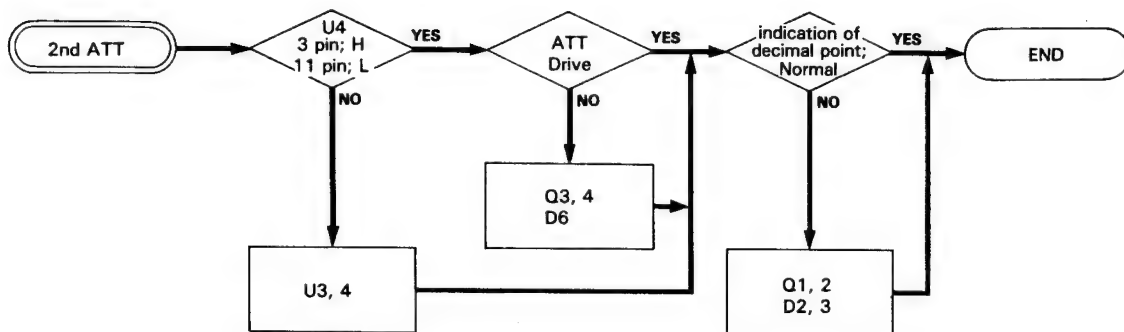 2nd ATT
U4
3 pin; H
11 pin; L
YES
NO
ATT
Drive
YES
NO
indication of
decimal point;
Normal
YES
NO
END
Q3, 4
D6
U3, 4
Q1, 2
D2, 3